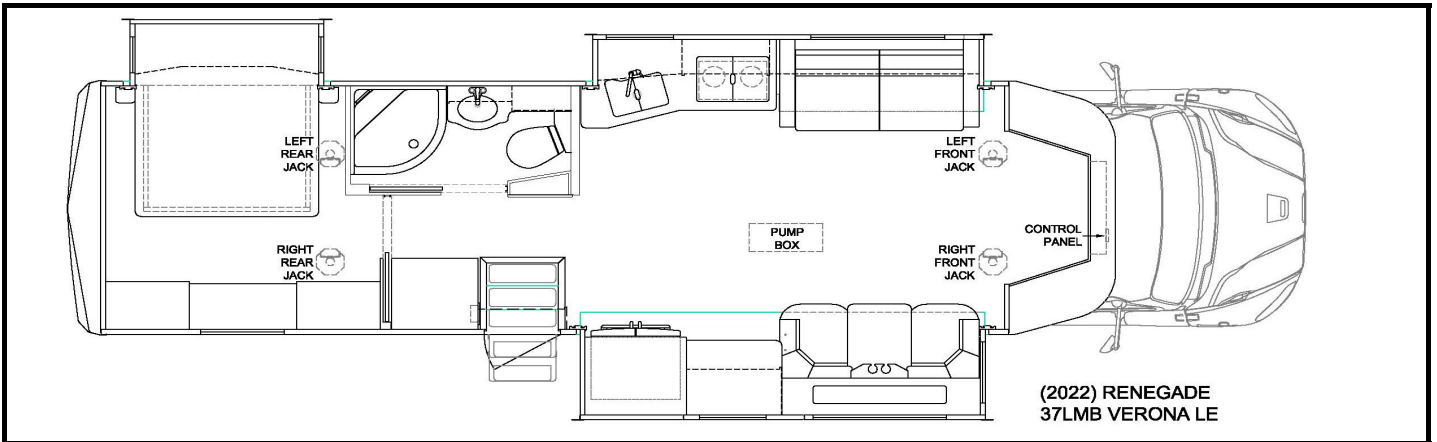 LEFT
REAR
JACK
LEFT
FRONT
JACK
PUMP
BOX
CONTROL
PANEL
RIGHT
REAR
JACK
RIGHT
FRONT
JACK
(2022) RENEGADE
37LMB VERONA LE